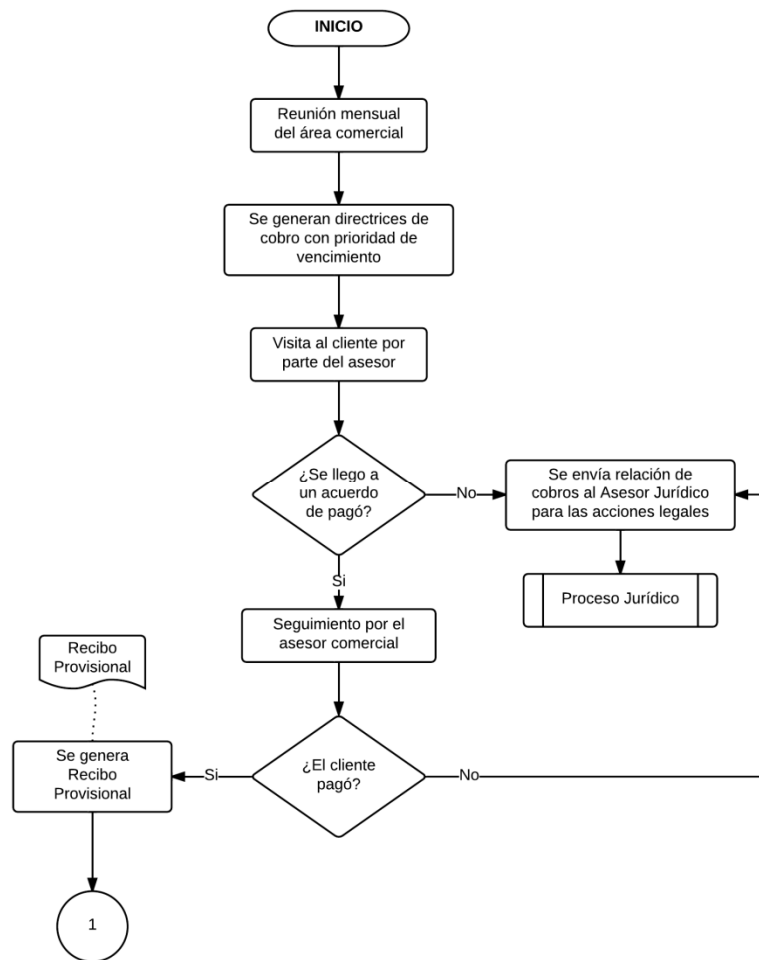 INICIO
Reunión mensual
del área comercial
Se generan directrices de
cobro con prioridad de
vencimiento
Visita al cliente por
parte del asesor
¿Se llego a
un acuerdo
de pagó?
No
Se envía relación de
cobros al Asesor Jurídico
para las acciones legales
Si
Proceso Jurídico
Seguimiento por el
asesor comercial
Recibo
Provisional
Se genera
Recibo
Provisional
Si
¿El cliente
pagó?
No
1